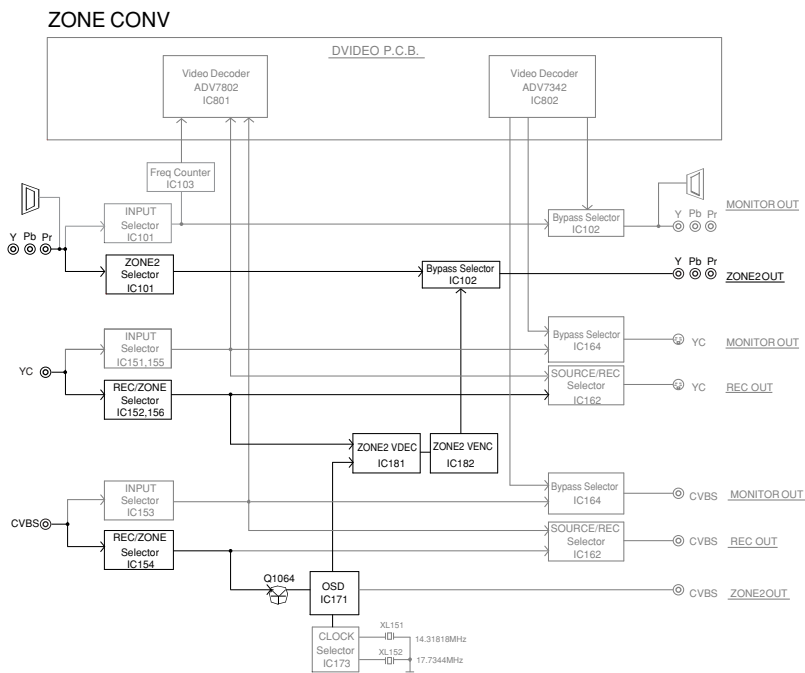 ZONE CONV
DVIDEO P.C.B.
Video Decoder
ADV7802
IC801
Video Decoder
ADV7342
IC802
Freq Counter
IC103
INPUT
Selector
IC101
Bypass Selector
IC102
Y Pb Pr
MONITOR OUT
Y Pb Pr
ZONE2
Selector
IC101
Bypass Selector
IC102
Y Pb Pr
ZONE2OUT
INPUT
Selector
IC151,155
Bypass Selector
IC164
YC
MONITOR OUT
YC
REC/ZONE
Selector
IC152,156
SOURCE/REC
Selector
IC162
YC
REC OUT
ZONE2 VDEC
IC181
ZONE2 VENC
IC182
INPUT
Selector
IC153
Bypass Selector
IC164
CVBS
MONITOR OUT
CVBS
REC/ZONE
Selector
IC154
SOURCE/REC
Selector
IC162
CVBS
REC OUT
Q1064
OSD
IC171
CVBS
ZONE2OUT
CLOCK
Selector
IC173
XL151
14.31818MHz
XL152
17.7344MHz